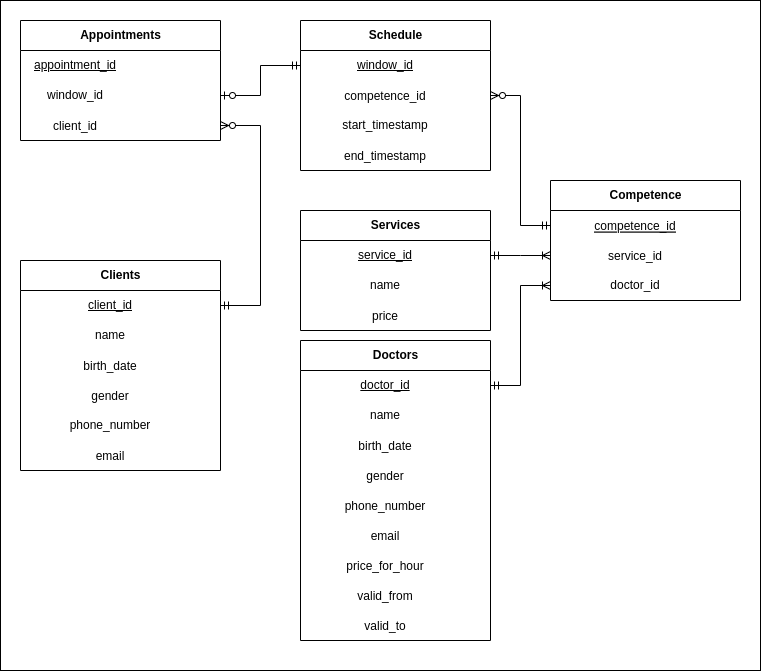 Appointments
appointment_id
window_id
client_id
Schedule
window_id
competence_id
start_timestamp
end_timestamp
Competence
competence_id
service_id
doctor_id
Services
service_id
name
price
Clients
client_id
name
birth_date
gender
phone_number
email
Doctors
doctor_id
name
birth_date
gender
phone_number
email
price_for_hour
valid_from
valid_to